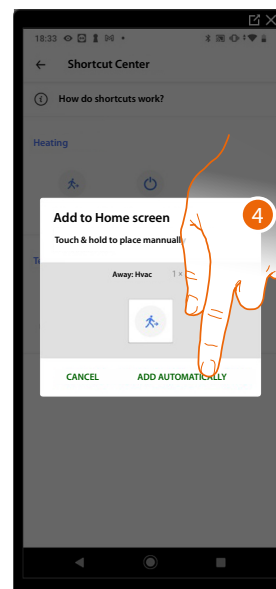 18:33
Shortcut Center
How do shortcuts work?
Heating
Add to Home screen
4
Touch & hold to place mannually
Away: Hvac 1 ×
CANCEL ADD AUTOMATICALLY